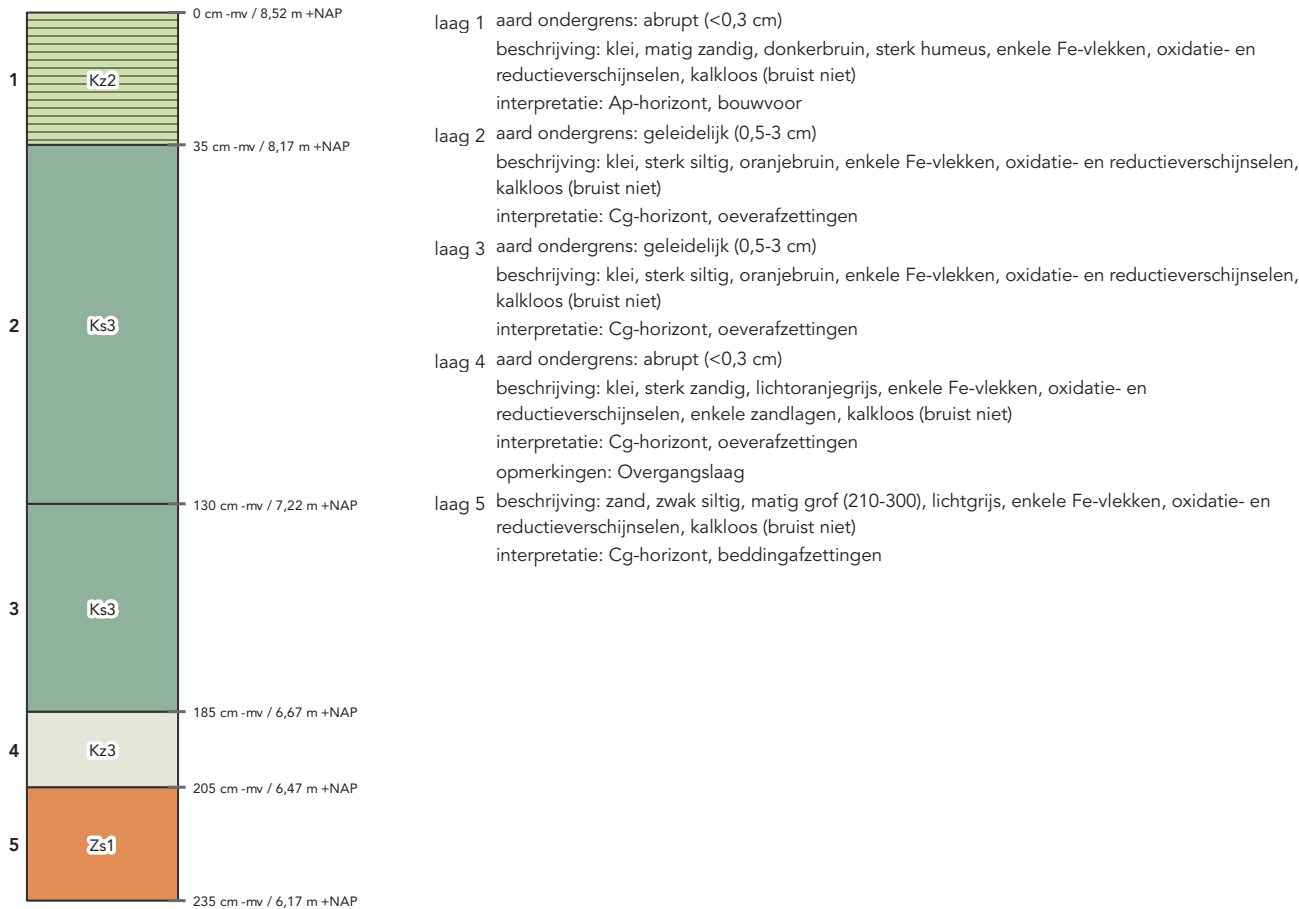 0 cm -mv / 8,52 m +NAP
1
Kz2
35 cm -mv / 8,17 m +NAP
2
Ks3
130 cm -mv / 7,22 m +NAP
3
Ks3
185 cm -mv / 6,67 m +NAP
4
Kz3
205 cm -mv / 6,47 m +NAP
5
Zs1
235 cm -mv / 6,17 m +NAP
laag 1 aard ondergrens: abrupt (<0,3 cm)
beschrijving: klei, matig zandig, donkerbruin, sterk humeus, enkele Fe-vlekken, oxidatie- en
reductieverschijnselen, kalkloos (bruist niet)
interpretatie: Ap-horizont, bouwvoor
laag 2 aard ondergrens: geleidelijk (0,5-3 cm)
beschrijving: klei, sterk siltig, oranjebruin, enkele Fe-vlekken, oxidatie- en reductieverschijnselen,
kalkloos (bruist niet)
interpretatie: Cg-horizont, oeverafzettingen
laag 3 aard ondergrens: geleidelijk (0,5-3 cm)
beschrijving: klei, sterk siltig, oranjebruin, enkele Fe-vlekken, oxidatie- en reductieverschijnselen,
kalkloos (bruist niet)
interpretatie: Cg-horizont, oeverafzettingen
laag 4 aard ondergrens: abrupt (<0,3 cm)
beschrijving: klei, sterk zandig, lichtoranjegrijs, enkele Fe-vlekken, oxidatie- en
reductieverschijnselen, enkele zandlagen, kalkloos (bruist niet)
interpretatie: Cg-horizont, oeverafzettingen
opmerkingen: Overgangslaag
laag 5 beschrijving: zand, zwak siltig, matig grof (210-300), lichtgrijs, enkele Fe-vlekken, oxidatie- en
reductieverschijnselen, kalkloos (bruist niet)
interpretatie: Cg-horizont, beddingafzettingen